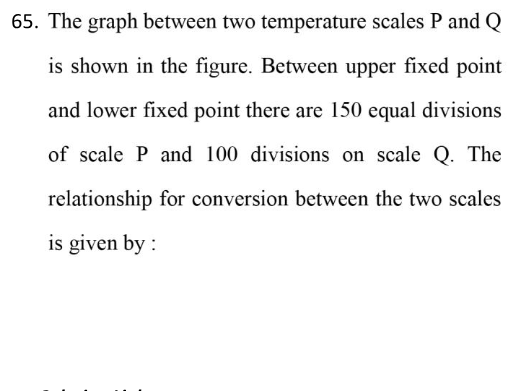 65. The graph between two temperature scales P and Q
is shown in the figure. Between upper fixed point
and lower fixed point there are 150 equal divisions
of scale P and 100 divisions on scale Q. The
relationship for conversion between the two scales
is given by :